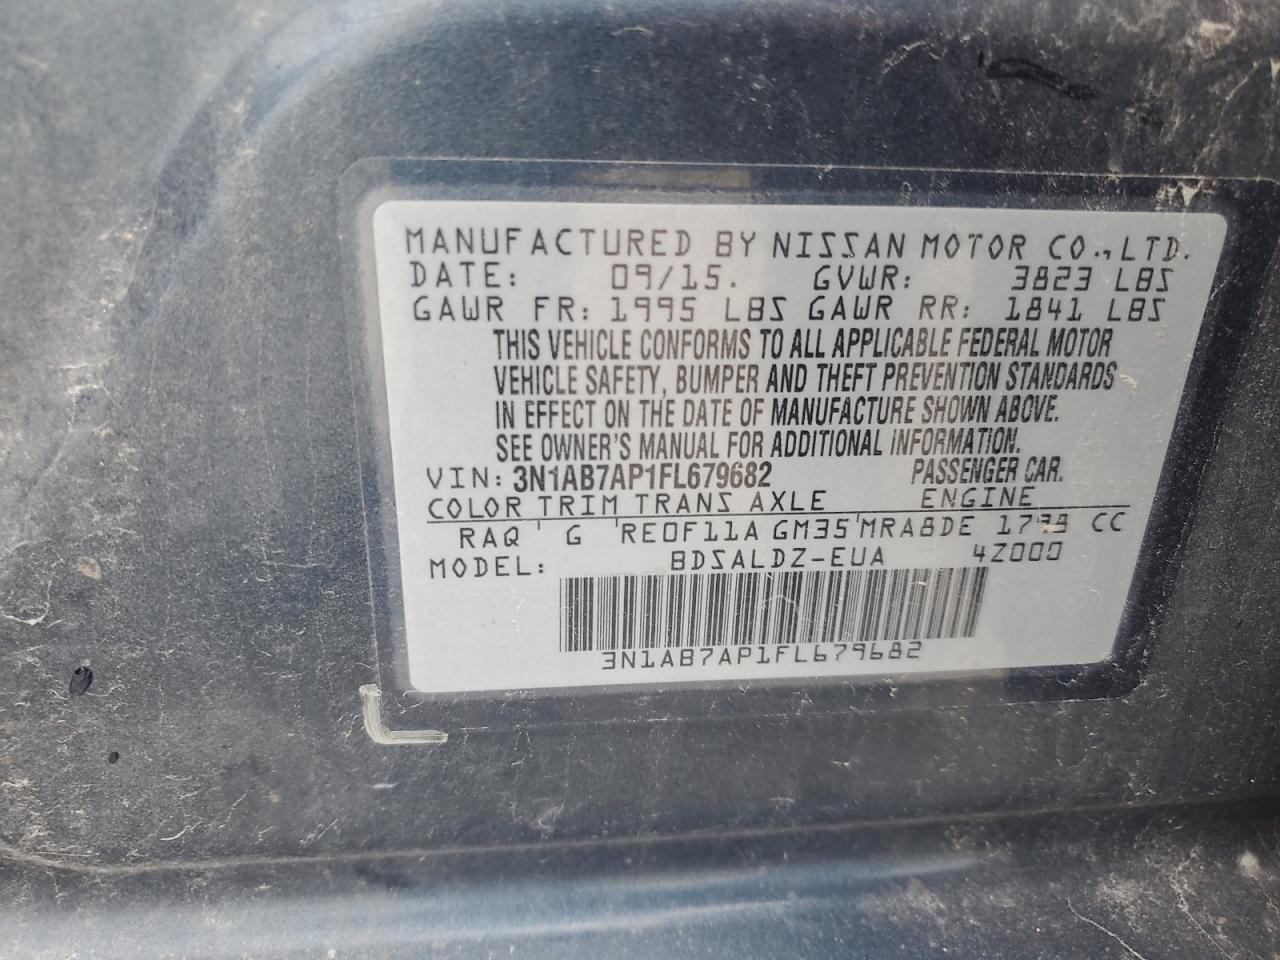 MANUFACTURED BY NISSAN MOTOR CO.,LTD.
DATE: 09/15. GVWR: 3823 LBS
GAWR FR: 1995 LBS GAWR RR: 1841 LBS
THIS VEHICLE CONFORMS TO ALL APPLICABLE FEDERAL MOTOR
VEHICLE SAFETY, BUMPER AND THEFT PREVENTION STANDARDS
IN EFFECT ON THE DATE OF MANUFACTURE SHOWN ABOVE.
SEE OWNER'S MANUAL FOR ADDITIONAL INFORMATION.
VIN: 3N1AB7AP1FL679682 PASSENGER CAR.
COLOR TRIM TRANS AXLE ENGINE
RAQ G RE0F11A GM35 MRA8DE CC
MODEL: BDSALDZ-EUA 4Z000
3N1AB7AP1FL679682